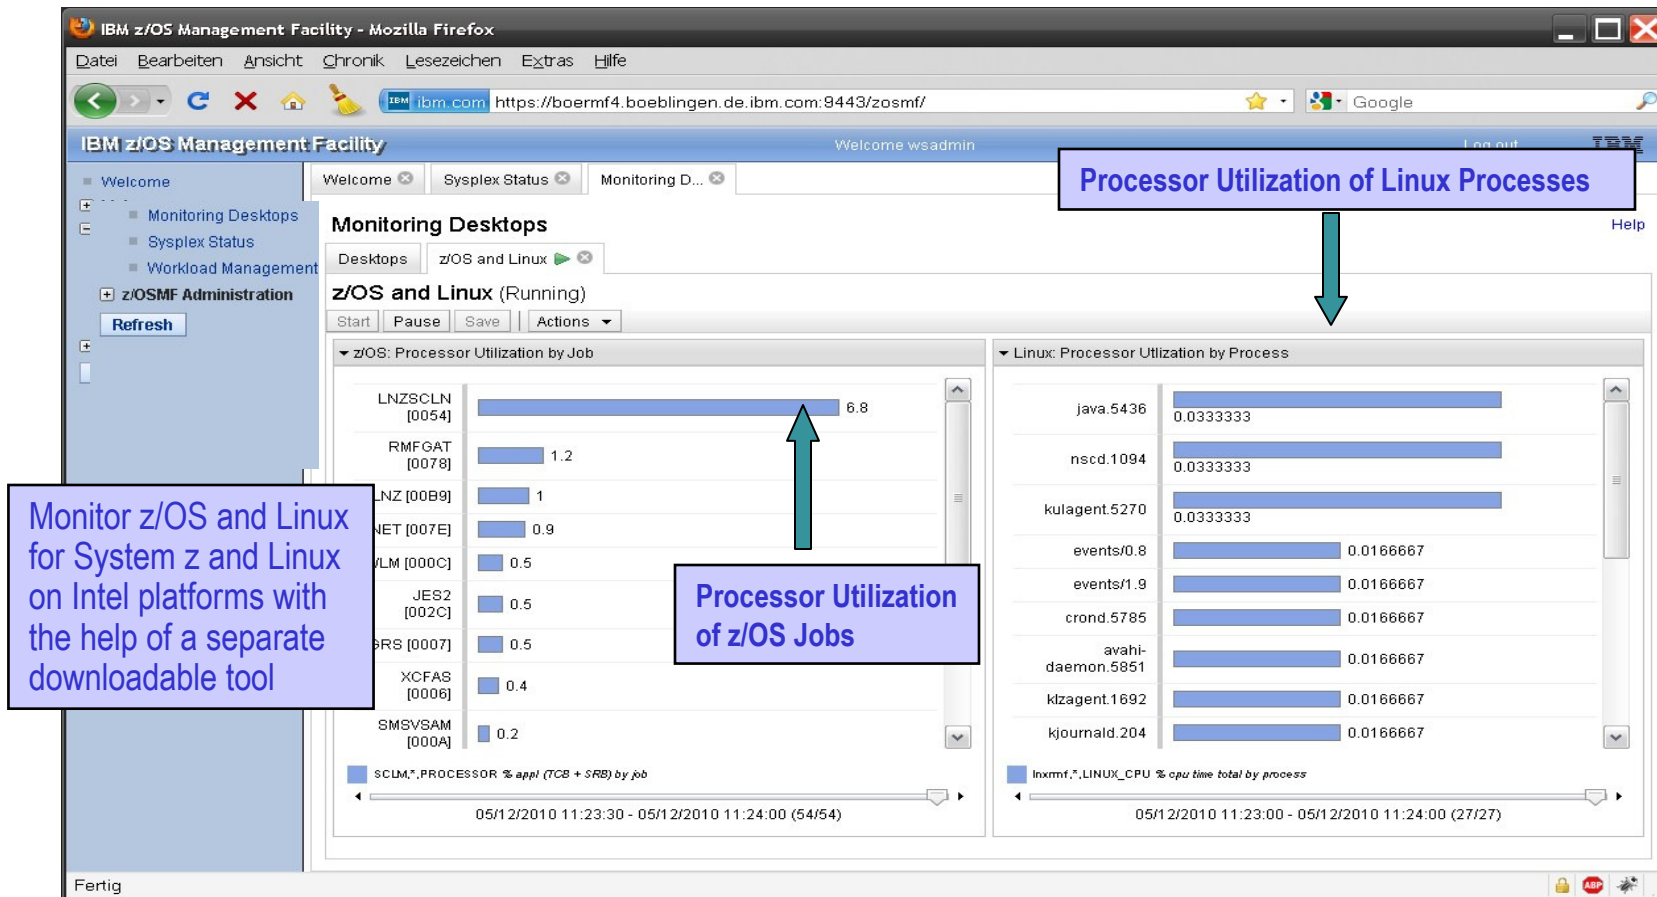 IBM z/OS Management Facility - Mozilla Firefox
Datei Bearbeiten Ansicht Chronik Lesezeichen Extras Hilfe
IBM ibm.com https://boermf4.boeblingen.de.ibm.com:9443/zosmf/
Google
IBM z/OS Management Facility
Welcome wsadmin
Log out
IBM
Processor Utilization of Linux Processes
Welcome
Monitoring Desktops
Sysplex Status
Workload Management
z/OSMF Administration
Refresh
Welcome Sysplex Status Monitoring D...
Monitoring Desktops
Help
Desktops z/OS and Linux
z/OS and Linux (Running)
Start Pause Save Actions
z/OS: Processor Utilization by Job
LNZSCLN
[0054] 6.8
RMFGAT
[0078] 1.2
LNZ [00B9] 1
NET [007E] 0.9
WLM [000C] 0.5
JES2
[002C] 0.5
GRS [0007] 0.5
XCFAS
[0006] 0.4
SMSVSAM
[000A] 0.2
SCLM,*,PROCESSOR % appl (TCB + SRB) by job
05/12/2010 11:23:30 - 05/12/2010 11:24:00 (54/54)
Processor Utilization
of z/OS Jobs
Linux: Processor Utlization by Process
java.5436 0.0333333
nscd.1094 0.0333333
kulagent.5270 0.0333333
events/0.8 0.0166667
events/1.9 0.0166667
crond.5785 0.0166667
avahi-
daemon.5851 0.0166667
klzagent.1692 0.0166667
kjournald.204 0.0166667
lnxrmf,*,LINUX_CPU % cpu time total by process
05/12/2010 11:23:00 - 05/12/2010 11:24:00 (27/27)
Monitor z/OS and Linux
for System z and Linux
on Intel platforms with
the help of a separate
downloadable tool
Fertig
ABP